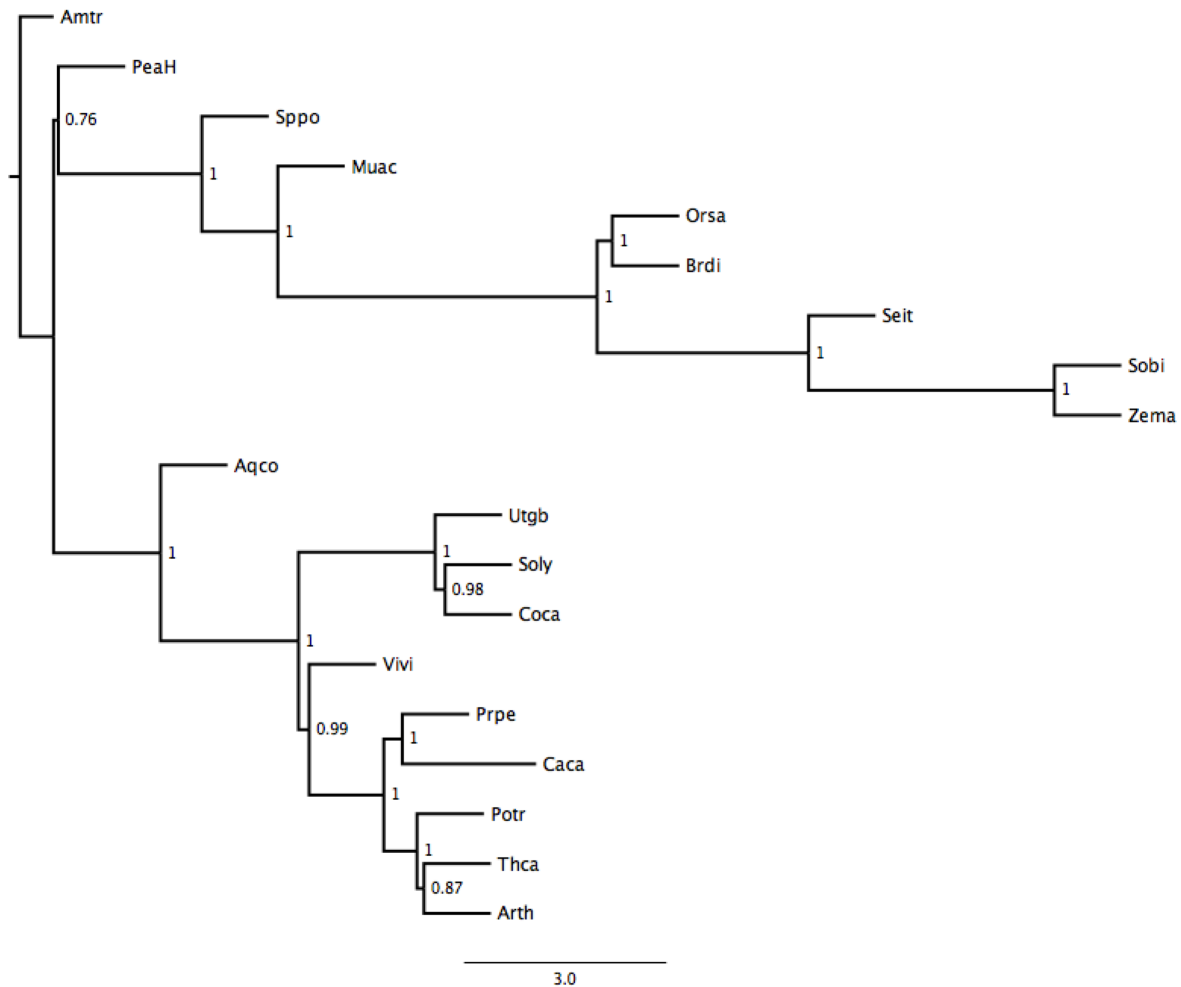 Amtr
PeaH
0.76
Sppo
Muac
1
Orsa
1
1
Brdi
1
Seit
1
Sobi
1
Zema
Aqco
Utgb
1
1
Soly
0.98
Coca
1
Vivi
Prpe
0.99
1
Caca
1
Potr
1
Thca
0.87
Arth
3.0